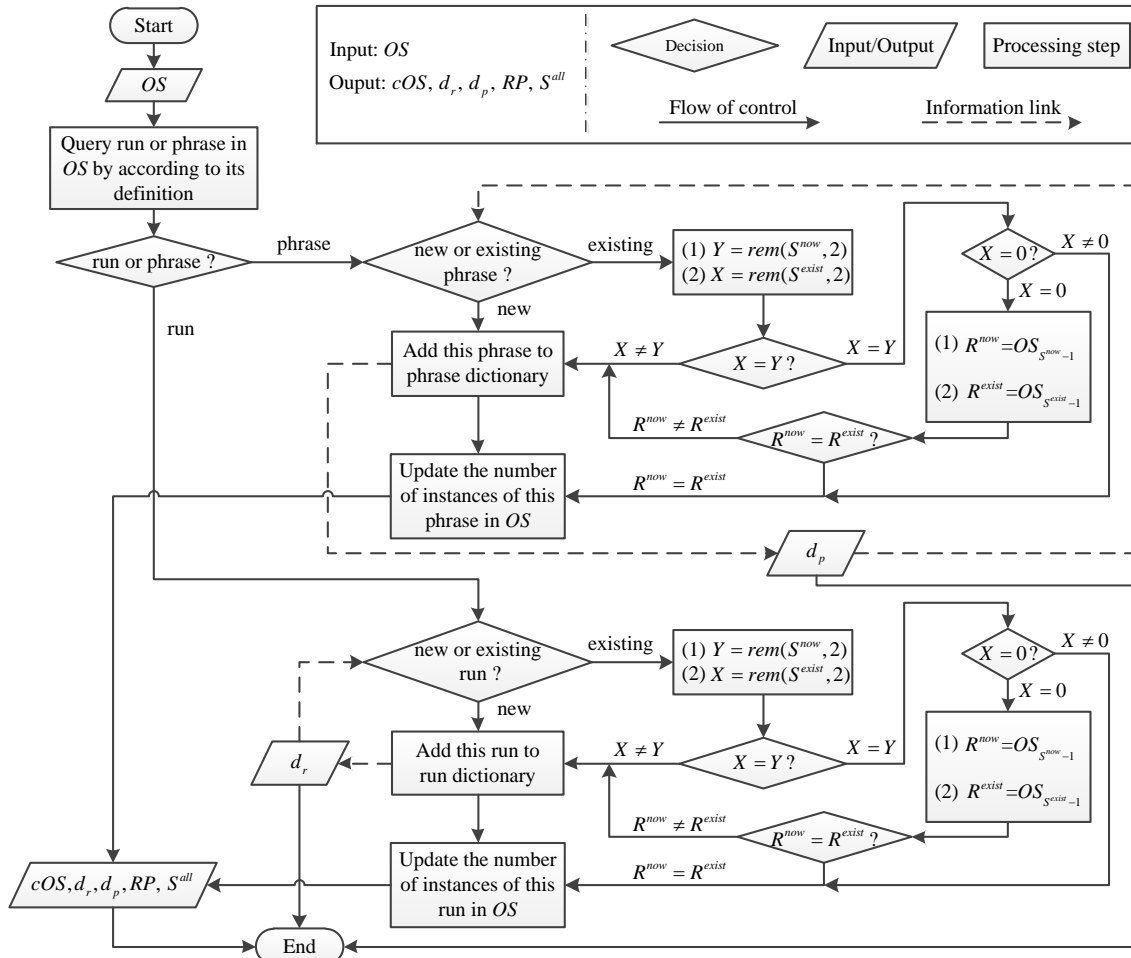 Start
OS
Query run or phrase in
OS by according to its
definition
run or phrase ?
phrase
run
Input: OS
Ouput: cOS, d_r, d_p, RP, S^{all}
Decision
Input/Output
Processing step
Flow of control
Information link
new or existing
phrase ?
existing
new
(1) Y = rem(S^{now}, 2)
(2) X = rem(S^{exist}, 2)
X = 0?
X ≠ 0
X = 0
Add this phrase to
phrase dictionary
X ≠ Y
X = Y ?
X = Y
(1) R^{now}=OS_{S^{now}-1}
(2) R^{exist}=OS_{S^{exist}-1}
R^{now} ≠ R^{exist}
R^{now} = R^{exist} ?
Update the number
of instances of this
phrase in OS
R^{now} = R^{exist}
d_p
new or existing
run ?
existing
new
(1) Y = rem(S^{now}, 2)
(2) X = rem(S^{exist}, 2)
X = 0?
X ≠ 0
X = 0
d_r
Add this run to
run dictionary
X ≠ Y
X = Y ?
X = Y
(1) R^{now}=OS_{S^{now}-1}
(2) R^{exist}=OS_{S^{exist}-1}
R^{now} ≠ R^{exist}
R^{now} = R^{exist} ?
Update the number
of instances of this
run in OS
R^{now} = R^{exist}
cOS, d_r, d_p, RP, S^{all}
End